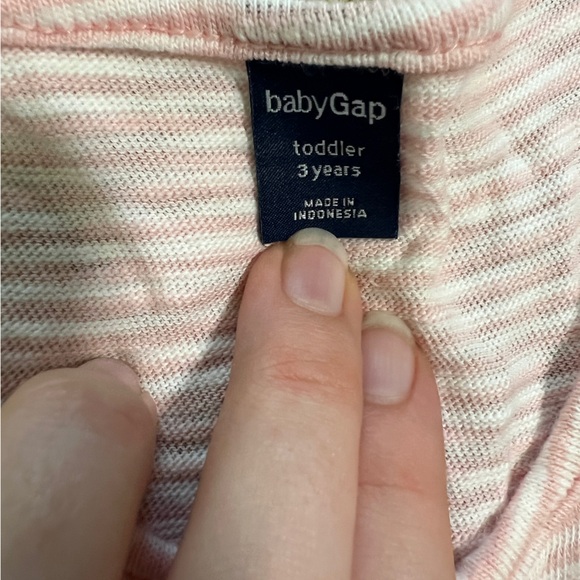 babyGap
toddler
3 years
MADE IN
INDONESIA